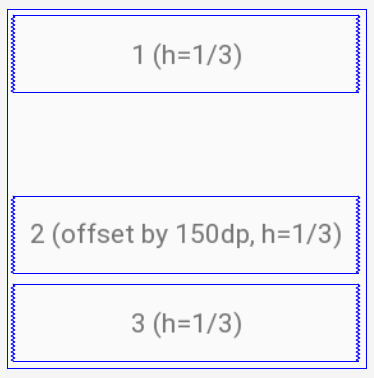 1 (h=1/3)
2 (offset by 150dp, h=1/3)
3 (h=1/3)